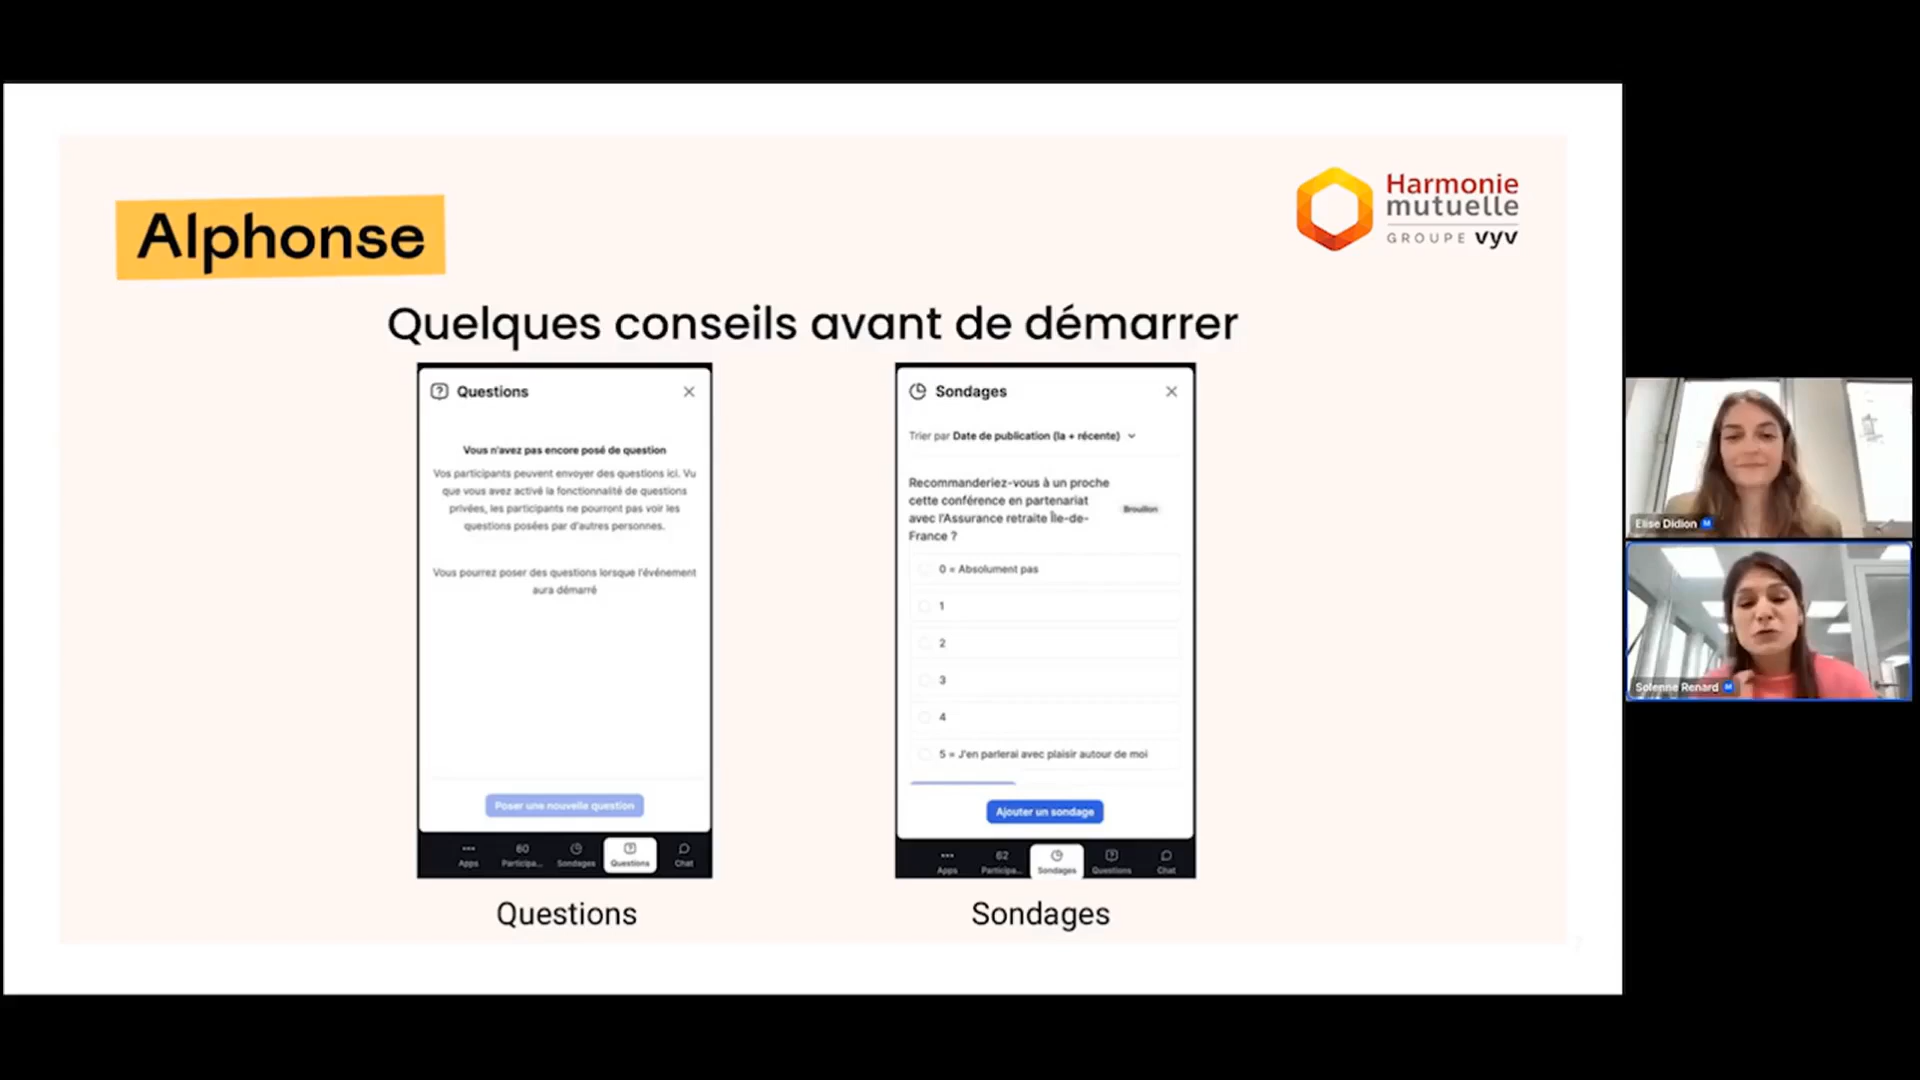 Alphonse
Harmonie
mutuelle
GROUPE vyv
Quelques conseils avant de démarrer
Questions
Vous n'avez pas encore posé de question
Vos participants peuvent envoyer des questions ici. Vu
que vous avez activé la fonctionnalité de questions
privées, les participants ne pourront pas voir les
questions posées par d'autres personnes.
Vous pourrez poser des questions lorsque l'événement
aura démarré
Poser une nouvelle question
Apps
60
Participa...
Sondages
Questions
Chat
Questions
Sondages
Trier par Date de publication (la + récente)
Recommanderiez-vous à un proche
cette conférence en partenariat
avec l'Assurance retraite Île-de-
France ?
Brouillon
0 = Absolument pas
1
2
3
4
5 = J'en parlerai avec plaisir autour de moi
Ajouter un sondage
Apps
62
Participa...
Sondages
Questions
Chat
Sondages
Elise Didion
Solenne Renard